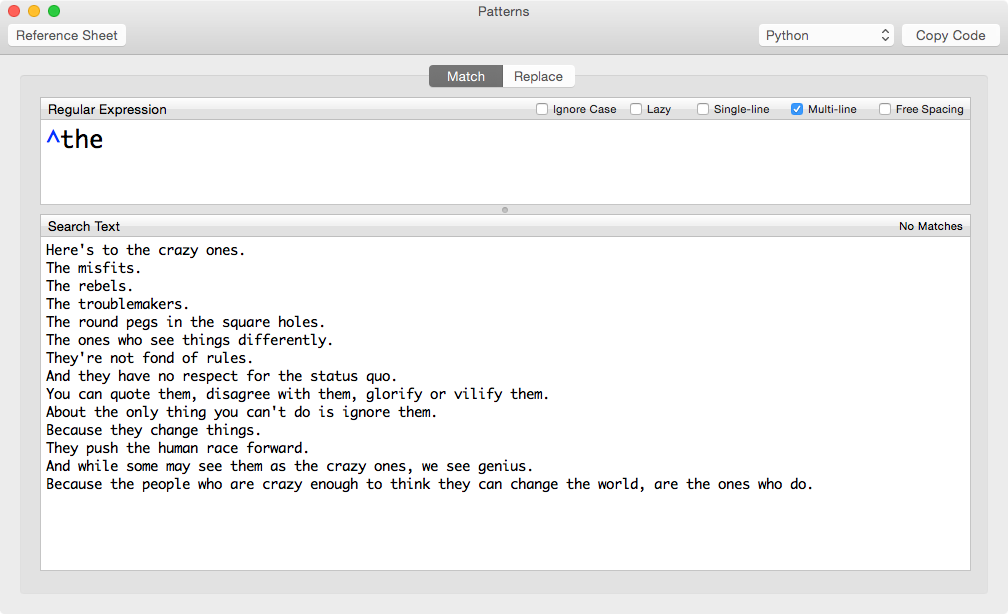 Patterns
Reference Sheet
Python
Copy Code
Match
Replace
Regular Expression
Ignore Case
Lazy
Single-line
Multi-line
Free Spacing
^the
Search Text
No Matches
Here's to the crazy ones.
The misfits.
The rebels.
The troublemakers.
The round pegs in the square holes.
The ones who see things differently.
They're not fond of rules.
And they have no respect for the status quo.
You can quote them, disagree with them, glorify or vilify them.
About the only thing you can't do is ignore them.
Because they change things.
They push the human race forward.
And while some may see them as the crazy ones, we see genius.
Because the people who are crazy enough to think they can change the world, are the ones who do.